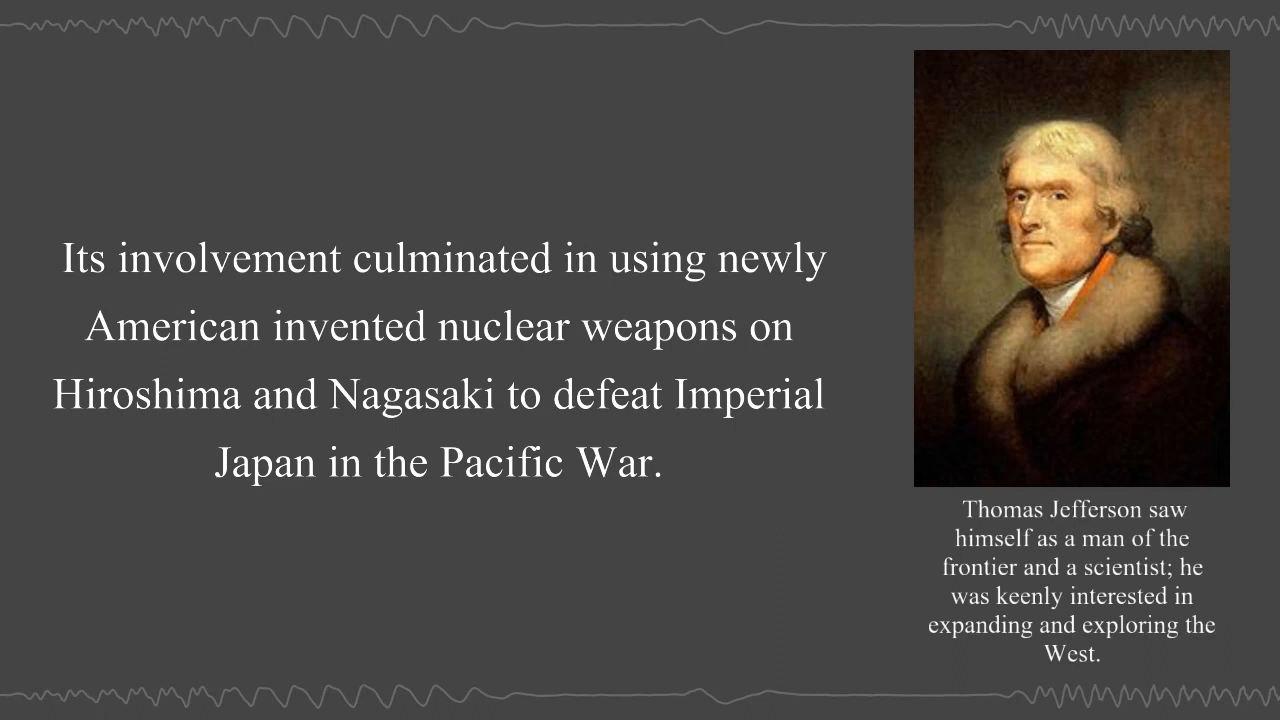 Its involvement culminated in using newly
American invented nuclear weapons on
Hiroshima and Nagasaki to defeat Imperial
Japan in the Pacific War.
Thomas Jefferson saw
himself as a man of the
frontier and a scientist; he
was keenly interested in
expanding and exploring the
West.